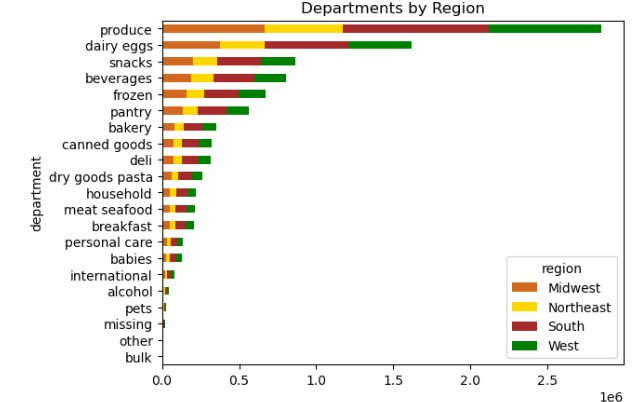 Departments by Region
department
produce
dairy eggs
snacks
beverages
frozen
pantry
bakery
canned goods
deli
dry goods pasta
household
meat seafood
breakfast
personal care
babies
international
alcohol
pets
missing
other
bulk
region
Midwest
Northeast
South
West
0.0 0.5 1.0 1.5 2.0 2.5
1e6